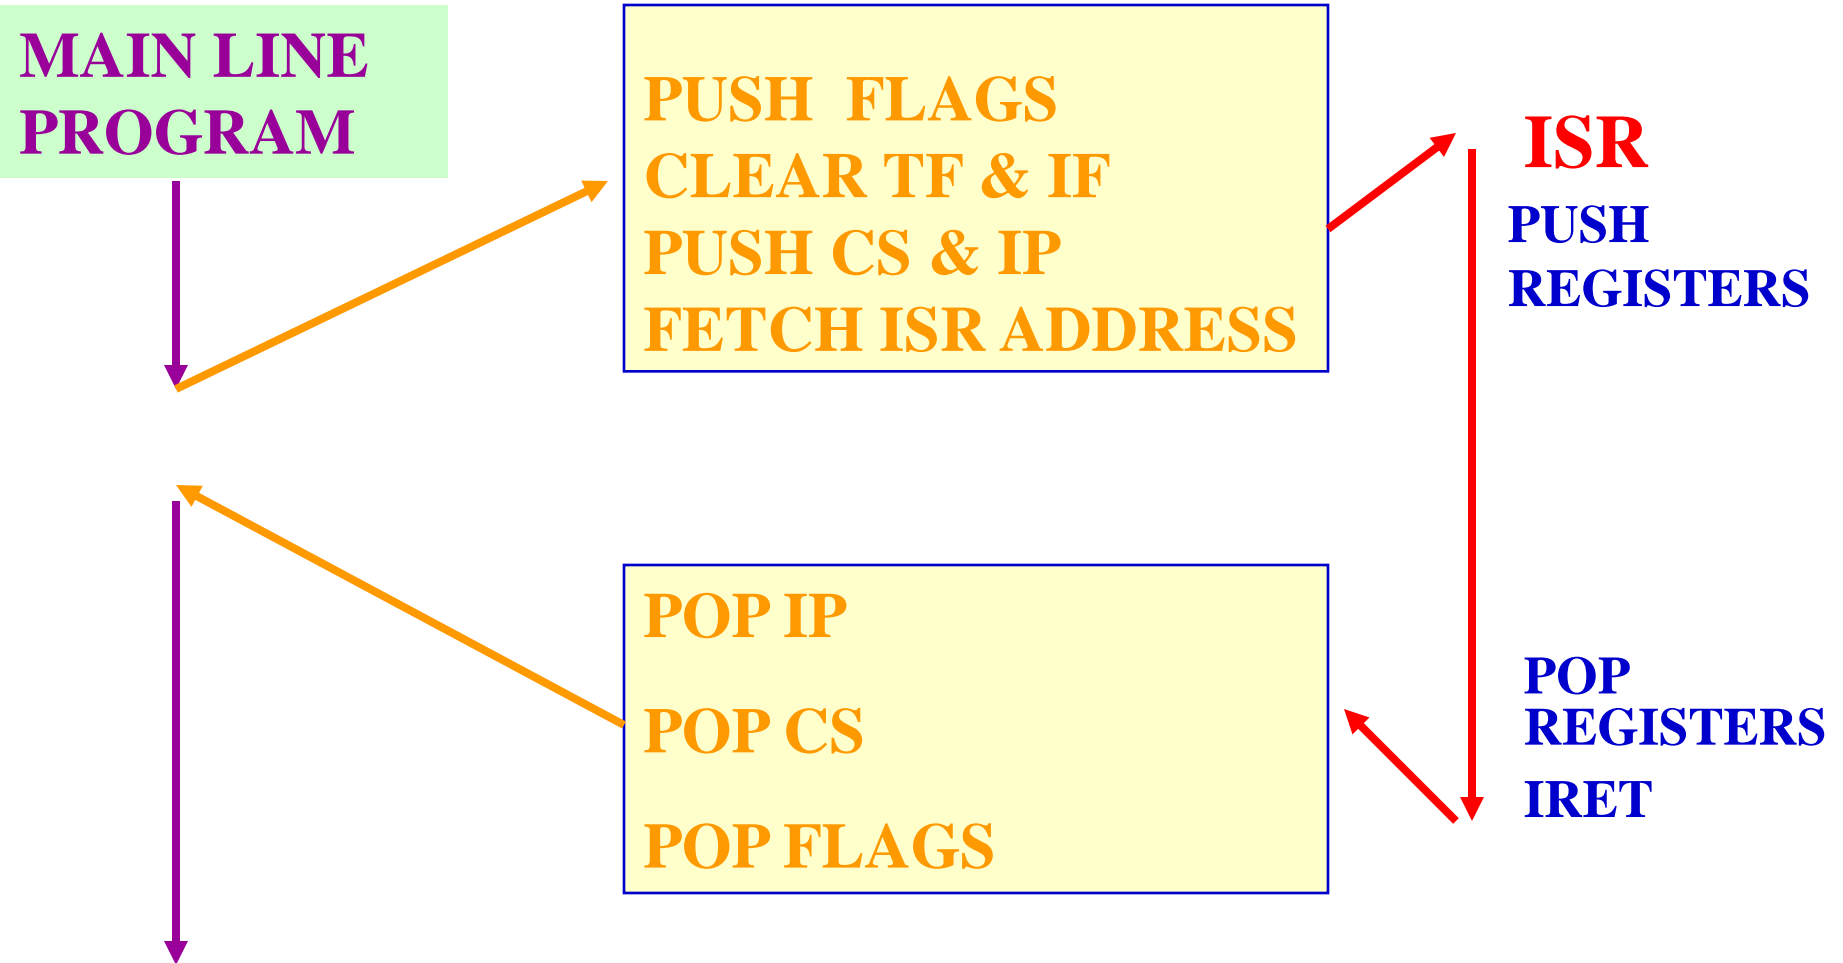 MAIN LINE
PROGRAM
PUSH FLAGS
CLEAR TF & IF
PUSH CS & IP
FETCH ISR ADDRESS
ISR
PUSH
REGISTERS
POP IP
POP CS
POP FLAGS
POP
REGISTERS
IRET